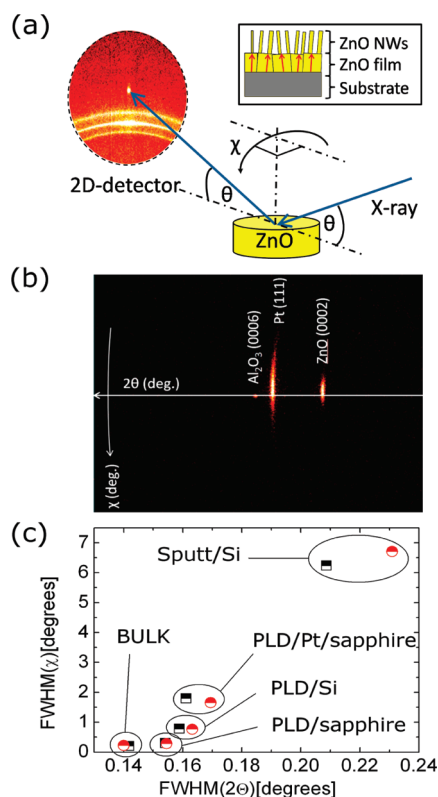 (a)
ZnO NWs
ZnO film
Substrate
χ
θ
2D-detector
X-ray
θ
ZnO
(b)
Al₂O₃ (0006)
Pt (111)
ZnO (0002)
2θ (deg.)
χ (deg.)
(c)
Sputt/Si
BULK
PLD/Pt/sapphire
PLD/Si
PLD/sapphire
FWHM(χ)[degrees]
7
6
5
4
3
2
1
0
0.14 0.16 0.18 0.20 0.22 0.24
FWHM(2Θ)[degrees]